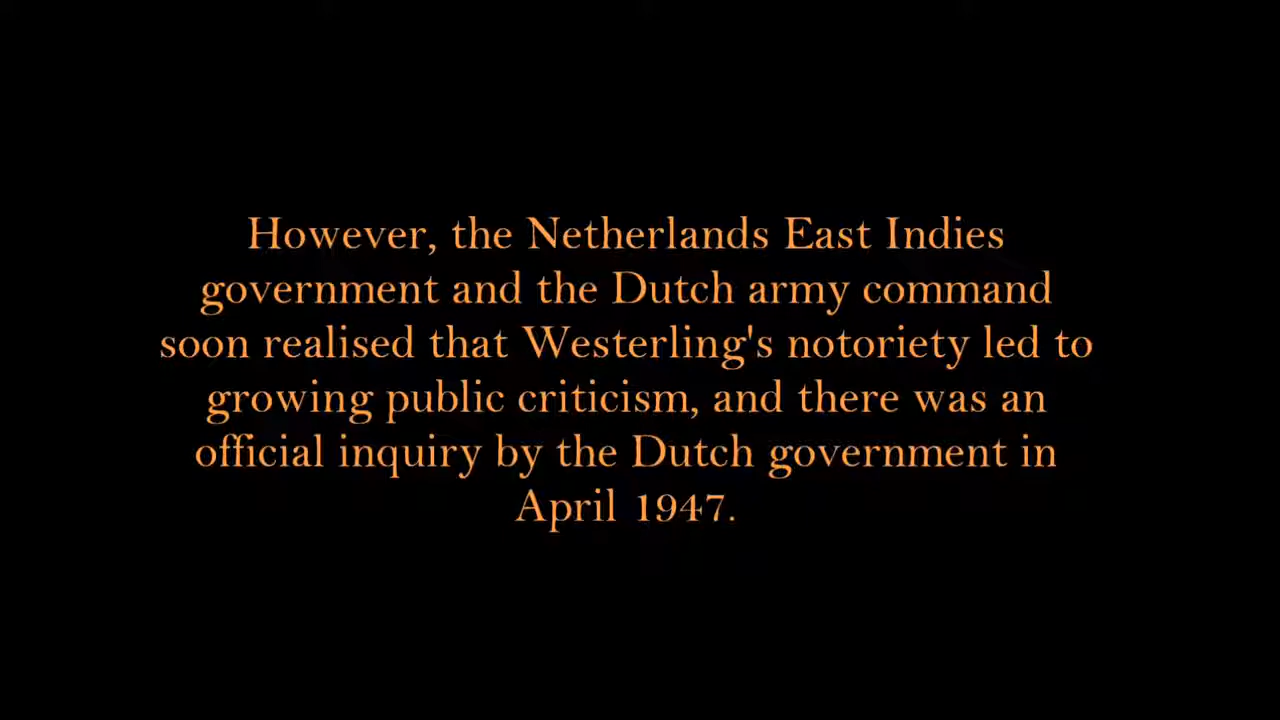 However, the Netherlands East Indies
government and the Dutch army command
soon realised that Westerling's notoriety led to
growing public criticism, and there was an
official inquiry by the Dutch government in
April 1947.